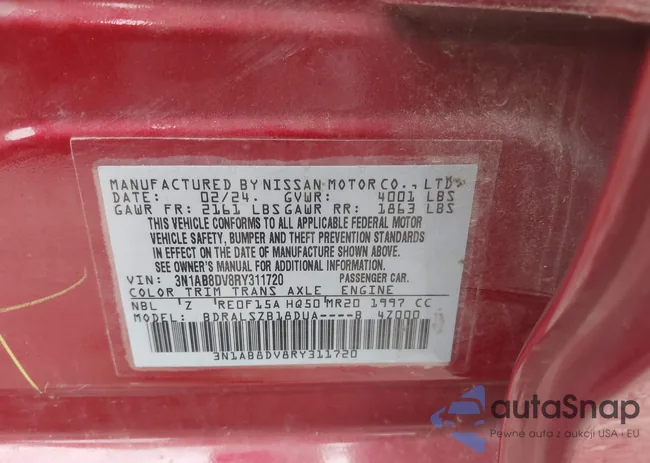 MANUFACTURED BY NISSAN MOTOR CO., LTD.
DATE: 02/24. GVWR: 4001 LBS
GAWR FR: 2161 LBS GAWR RR: 1863 LBS
THIS VEHICLE CONFORMS TO ALL APPLICABLE FEDERAL MOTOR
VEHICLE SAFETY, BUMPER AND THEFT PREVENTION STANDARDS
IN EFFECT ON THE DATE OF MANUFACTURE SHOWN ABOVE.
SEE OWNER'S MANUAL FOR ADDITIONAL INFORMATION
VIN: 3N1AB8DV8RY311720 PASSENGER CAR.
COLOR TRIM TRANS AXLE ENGINE
NBL 'Z 'RE0F15A HQ50 'MR20 1997 CC
MODEL: BDRALSZB18DUA----B 4Z000
3N1AB8DV8RY311720
autaSnap
Pewne auta z aukcji USA i EU